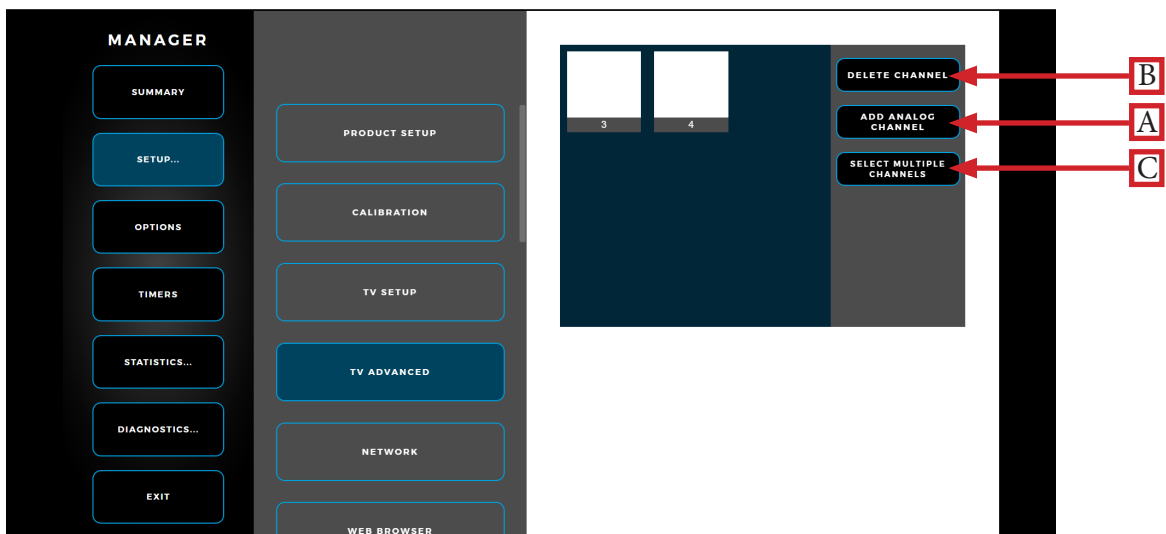 MANAGER
SUMMARY
SETUP...
OPTIONS
TIMERS
STATISTICS...
DIAGNOSTICS...
EXIT
PRODUCT SETUP
CALIBRATION
TV SETUP
TV ADVANCED
NETWORK
WEB BROWSER
3
4
DELETE CHANNEL
ADD ANALOG
CHANNEL
SELECT MULTIPLE
CHANNELS
B
A
C